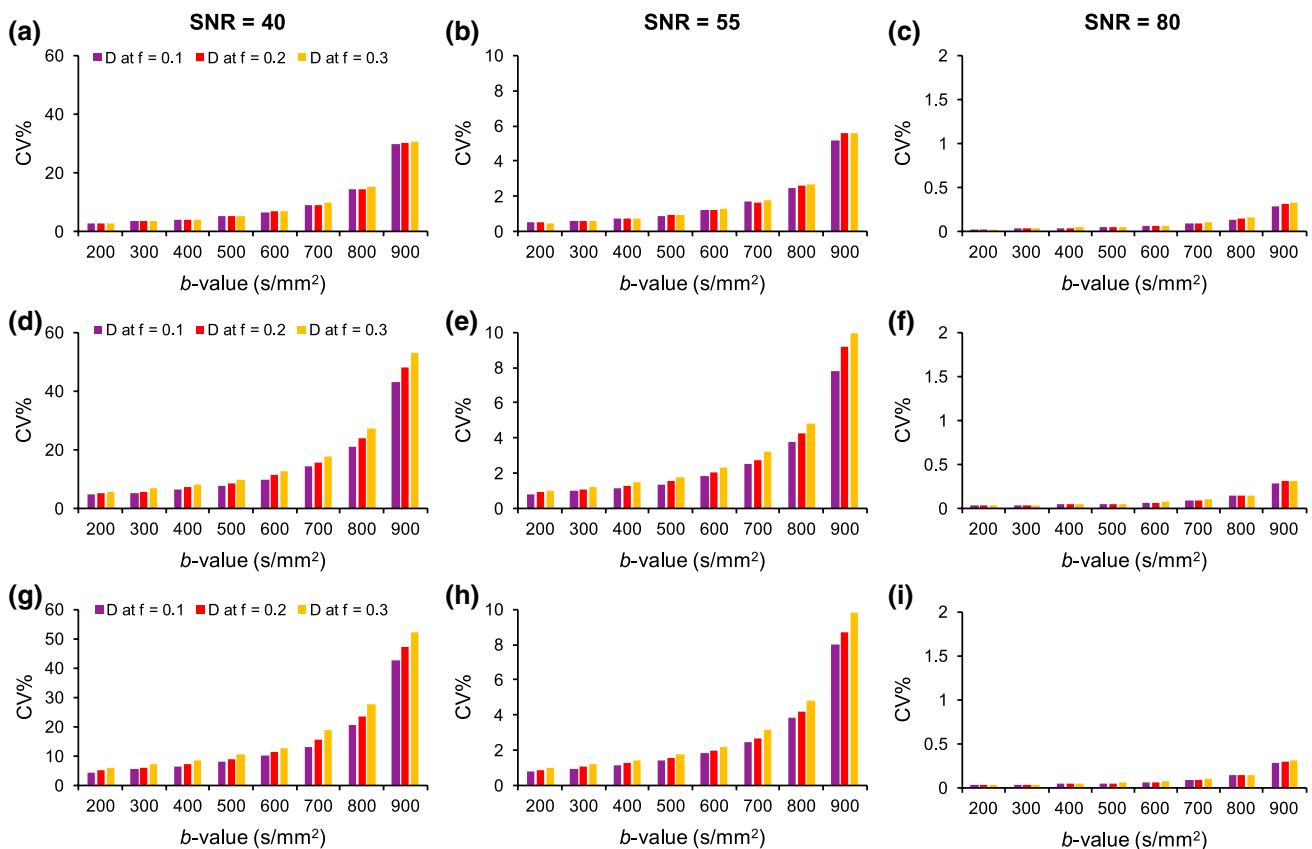 SNR = 40
SNR = 55
SNR = 80
(a)
60
40
20
0
CV%
D at f = 0.1 D at f = 0.2 D at f = 0.3
200 300 400 500 600 700 800 900
b-value (s/mm²)
(b)
10
8
6
4
2
0
CV%
200 300 400 500 600 700 800 900
b-value (s/mm²)
(c)
2
1.5
1
0.5
0
CV%
200 300 400 500 600 700 800 900
b-value (s/mm²)
(d)
60
40
20
0
CV%
D at f = 0.1 D at f = 0.2 D at f = 0.3
200 300 400 500 600 700 800 900
b-value (s/mm²)
(e)
10
8
6
4
2
0
CV%
200 300 400 500 600 700 800 900
b-value (s/mm²)
(f)
2
1.5
1
0.5
0
CV%
200 300 400 500 600 700 800 900
b-value (s/mm²)
(g)
60
50
40
30
20
10
0
CV%
D at f = 0.1 D at f = 0.2 D at f = 0.3
200 300 400 500 600 700 800 900
b-value (s/mm²)
(h)
10
8
6
4
2
0
CV%
200 300 400 500 600 700 800 900
b-value (s/mm²)
(i)
2
1.5
1
0.5
0
CV%
200 300 400 500 600 700 800 900
b-value (s/mm²)